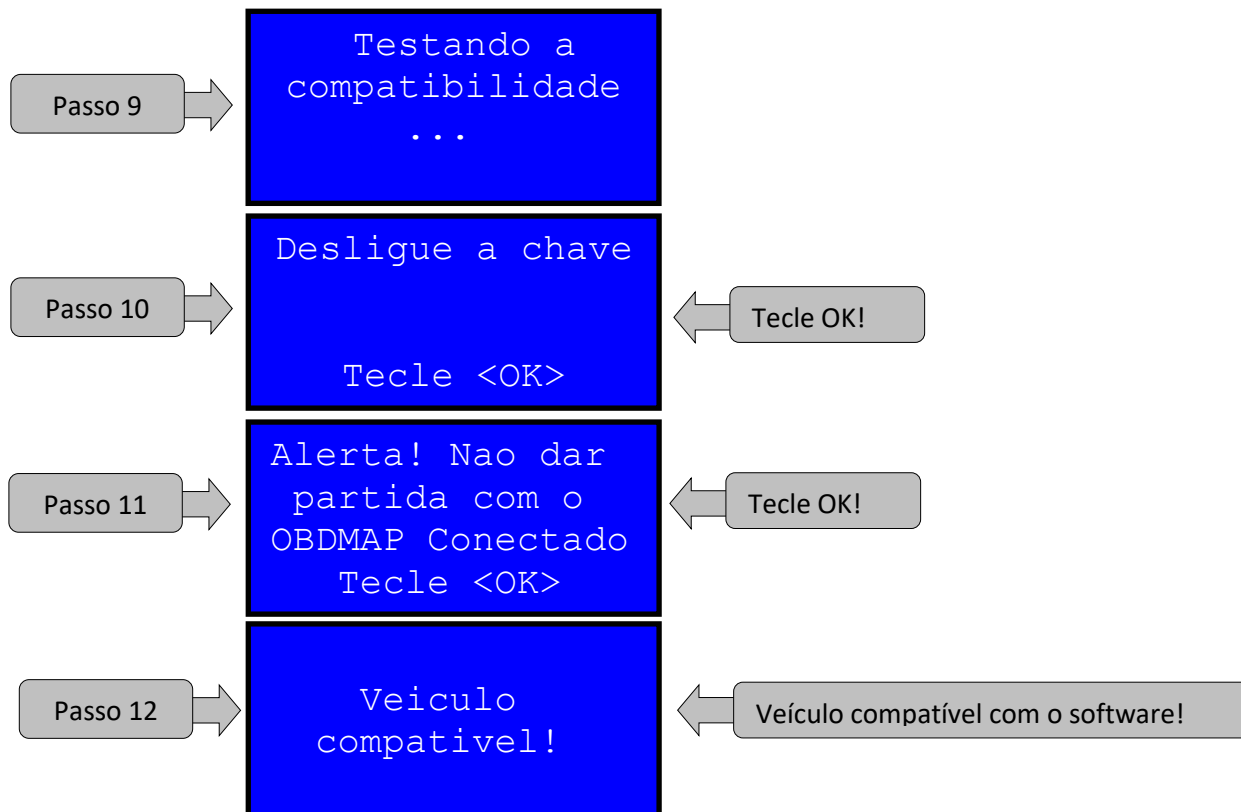 Passo 9
Testando a
compatibilidade
...
Passo 10
Desligue a chave
Tecle <OK>
Tecle OK!
Passo 11
Alerta! Nao dar
partida com o
OBDMAP Conectado
Tecle <OK>
Tecle OK!
Passo 12
Veiculo
compativel!
Veículo compatível com o software!